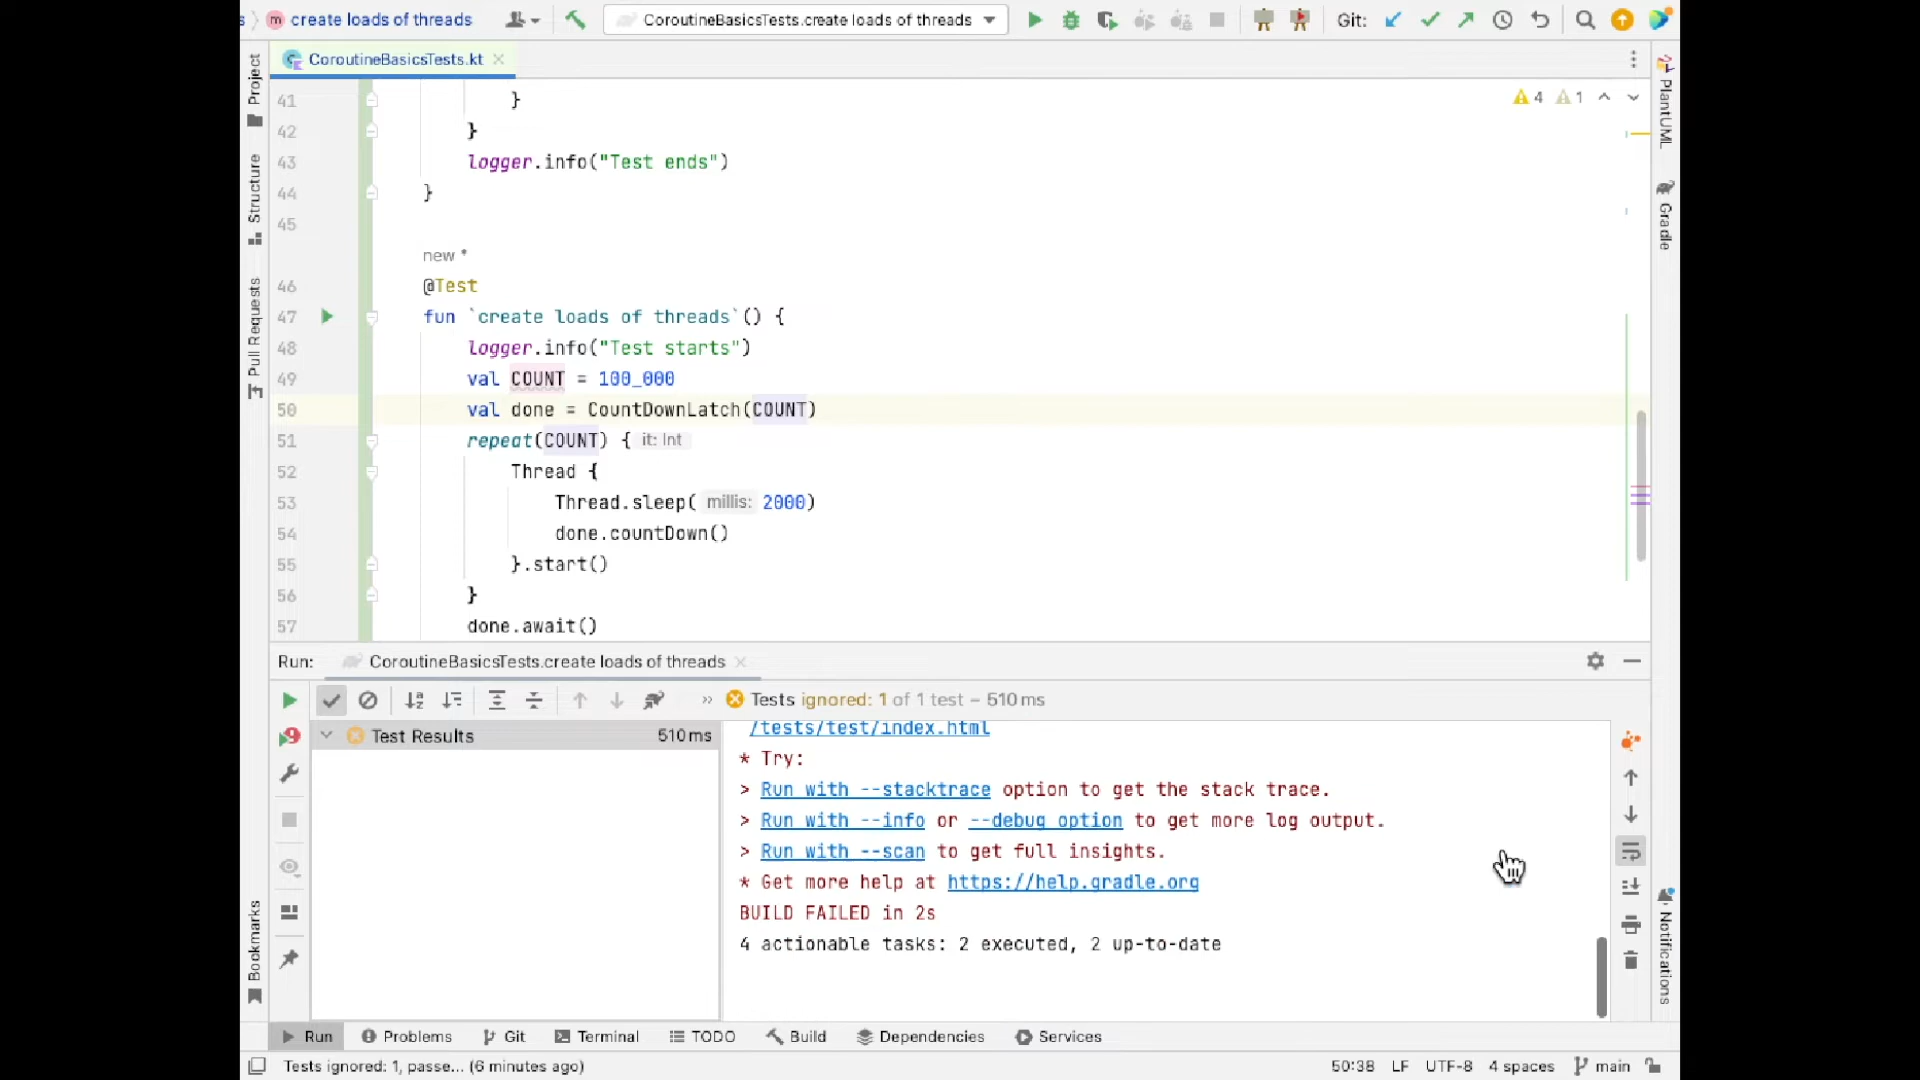 s
create loads of threads
CoroutineBasicsTests.create loads of threads
Git:
CoroutineBasicsTests.kt
4
1
41 }
42 }
43 logger.info("Test ends")
44 }
45
new *
46 @Test
47 fun `create loads of threads`() {
48 logger.info("Test starts")
49 val COUNT = 100_000
50 val done = CountDownLatch(COUNT)
51 repeat(COUNT) { it: Int
52 Thread {
53 Thread.sleep( millis: 2000)
54 done.countDown()
55 }.start()
56 }
57 done.await()
Project
Structure
Pull Requests
Bookmarks
PlantUML
Gradle
Notifications
Run: CoroutineBasicsTests.create loads of threads
» Tests ignored: 1 of 1 test – 510 ms
Test Results 510 ms
/tests/test/index.html
* Try:
> Run with --stacktrace option to get the stack trace.
> Run with --info or --debug option to get more log output.
> Run with --scan to get full insights.
* Get more help at https://help.gradle.org
BUILD FAILED in 2s
4 actionable tasks: 2 executed, 2 up-to-date
Run Problems Git Terminal TODO Build Dependencies Services
Tests ignored: 1, passe... (6 minutes ago)
50:38 LF UTF-8 4 spaces main